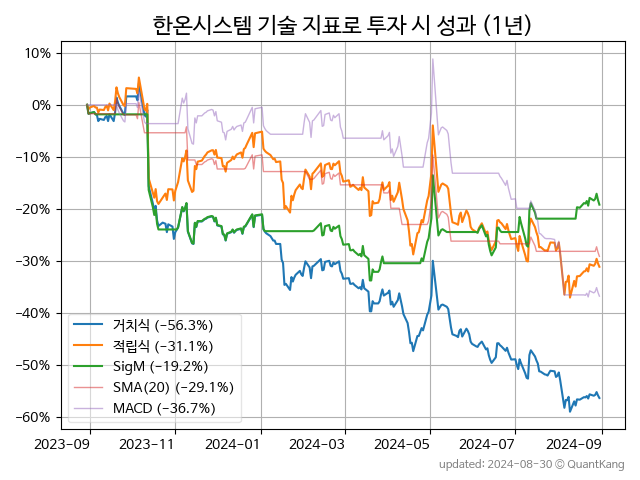 한온시스템 기술 지표로 투자 시 성과 (1년)
10%
0%
−10%
−20%
−30%
−40%
−50%
−60%
거치식 (−56.3%)
적립식 (−31.1%)
SigM (−19.2%)
SMA(20) (−29.1%)
MACD (−36.7%)
2023-09 2023-11 2024-01 2024-03 2024-05 2024-07 2024-09
updated: 2024-08-30 © QuantKang